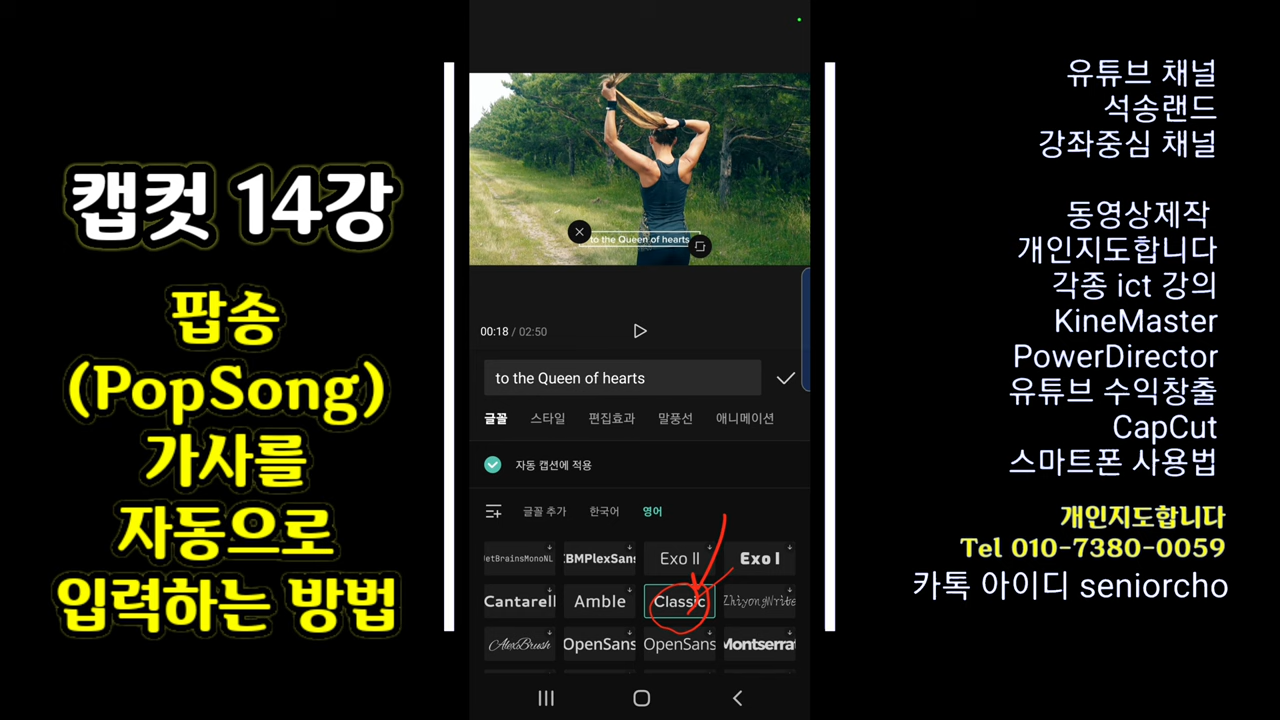 캡컷 14강
팝송
(PopSong)
가사를
자동으로
입력하는 방법
to the Queen of hearts
00:18 / 02:50
to the Queen of hearts
글꼴 스타일 편집효과 말풍선 애니메이션
자동 캡션에 적용
글꼴 추가 한국어 영어
JetBrainsMonoNL IBMPlexSans Exo II Exo I
Cantarell Amble Classic ZhiyongWrite
AlexBrush OpenSans OpenSans Montserrat
유튜브 채널
석송랜드
강좌중심 채널
동영상제작
개인지도합니다
각종 ict 강의
KineMaster
PowerDirector
유튜브 수익창출
CapCut
스마트폰 사용법
개인지도합니다
Tel 010-7380-0059
카톡 아이디 seniorcho